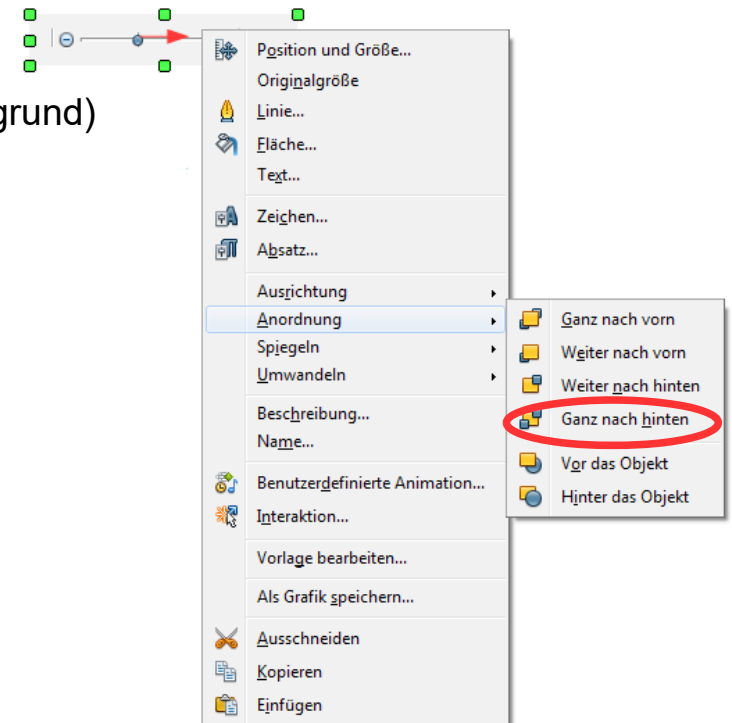 grund)
Position und Größe...
Originalgröße
Linie...
Fläche...
Text...
Zeichen...
Absatz...
Ausrichtung
Anordnung
Spiegeln
Umwandeln
Beschreibung...
Name...
Benutzerdefinierte Animation...
Interaktion...
Vorlage bearbeiten...
Als Grafik speichern...
Ausschneiden
Kopieren
Einfügen
Ganz nach vorn
Weiter nach vorn
Weiter nach hinten
Ganz nach hinten
Vor das Objekt
Hinter das Objekt